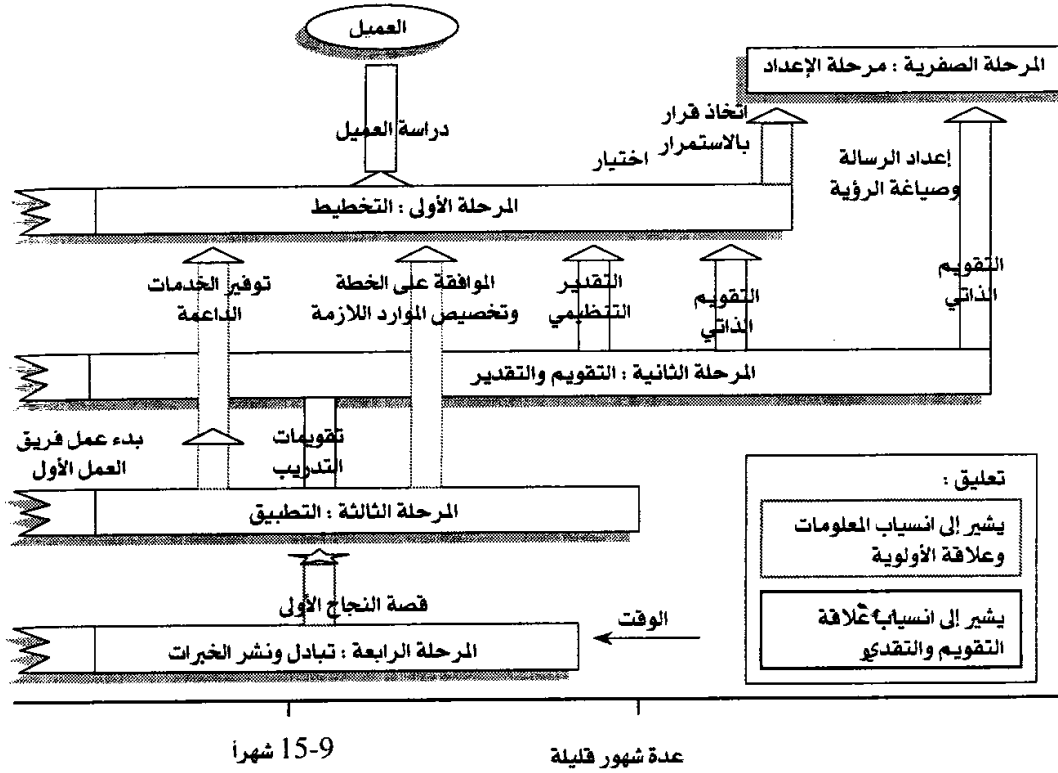 العميل
المرحلة الصفرية : مرحلة الإعداد
دراسة العميل
اختيار
اتخاذ قرار
بالاستمرار
إعداد الرسالة
وصياغة الرؤية
المرحلة الأولى : التخطيط
التقويم
الذاتي
التقويم
الذاتي
التقدير
التنظيمي
الموافقة على الخطة
وتخصيص الموارد اللازمة
توفير الخدمات
الداعمة
المرحلة الثانية : التقويم والتقدير
تقويمات
التدريب
بدء عمل فريق
العمل الأول
المرحلة الثالثة : التطبيق
تعليق :
يشير إلى انسياب المعلومات
وعلاقة الأولوية
يشير إلى انسياب علاقة
التقويم والتقدي
قصة النجاح الأولى
الوقت
المرحلة الرابعة : تبادل ونشر الخبرات
عدة شهور قليلة
9-15 شهراً